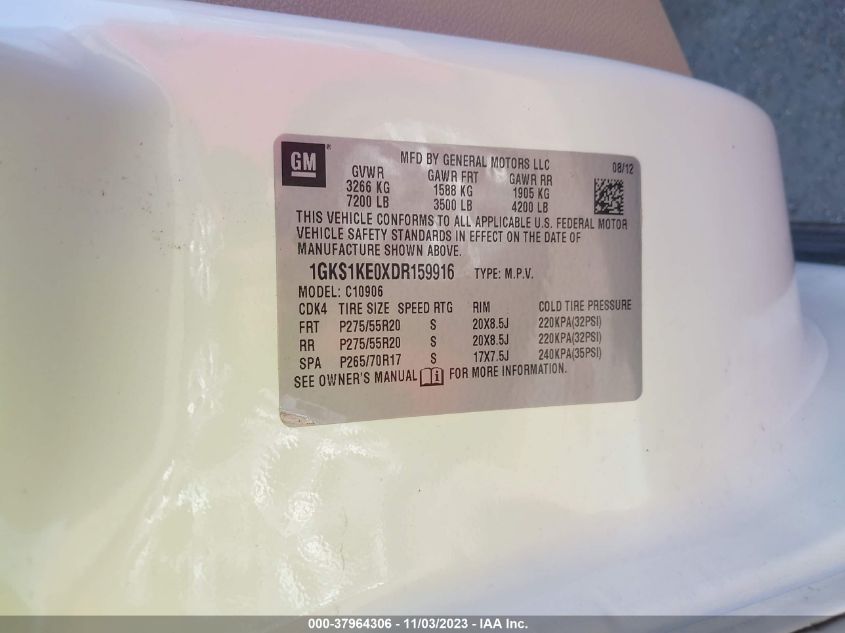 GM ®
MFD BY GENERAL MOTORS LLC 08/12
GVWR GAWR FRT GAWR RR
3266 KG 1588 KG 1905 KG
7200 LB 3500 LB 4200 LB
THIS VEHICLE CONFORMS TO ALL APPLICABLE U.S. FEDERAL MOTOR
VEHICLE SAFETY STANDARDS IN EFFECT ON THE DATE OF
MANUFACTURE SHOWN ABOVE.
1GKS1KE0XDR159916 TYPE: M.P.V.
MODEL: C10906
CDK4 TIRE SIZE SPEED RTG RIM COLD TIRE PRESSURE
FRT P275/55R20 S 20X8.5J 220KPA(32PSI)
RR P275/55R20 S 20X8.5J 220KPA(32PSI)
SPA P265/70R17 S 17X7.5J 240KPA(35PSI)
SEE OWNER'S MANUAL i FOR MORE INFORMATION.
000-37964306 - 11/03/2023 - IAA Inc.